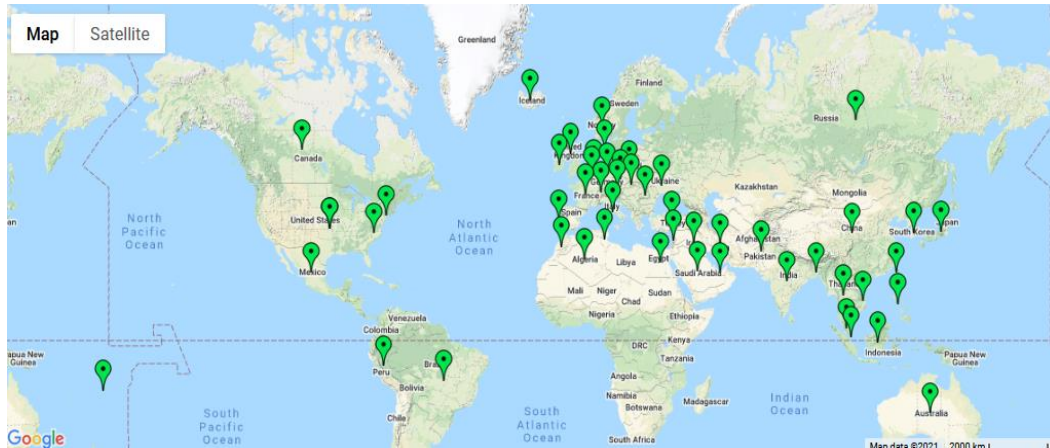 Map Satellite
Greenland
Iceland
Finland
Sweden
Russia
Canada
United
Kingdom
Ukraine
Kazakhstan
Mongolia
France
Italy
Spain
United States
North
Pacific
Ocean
North
Atlantic
Ocean
Afghanistan
China
South Korea
Japan
Pakistan
Algeria
Libya
Egypt
Saudi Arabia
India
Mexico
Mali
Niger
Chad
Sudan
Nigeria
Ethiopia
Venezuela
Colombia
DRC
Kenya
Tanzania
Indonesia
Papua New
Guinea
Papua New
Guinea
Peru
Bolivia
Angola
Namibia
Botswana
Madagascar
Indian
Ocean
Chile
South
Pacific
Ocean
South
Atlantic
Ocean
South Africa
Australia
Google
Map data ©2021 2000 km